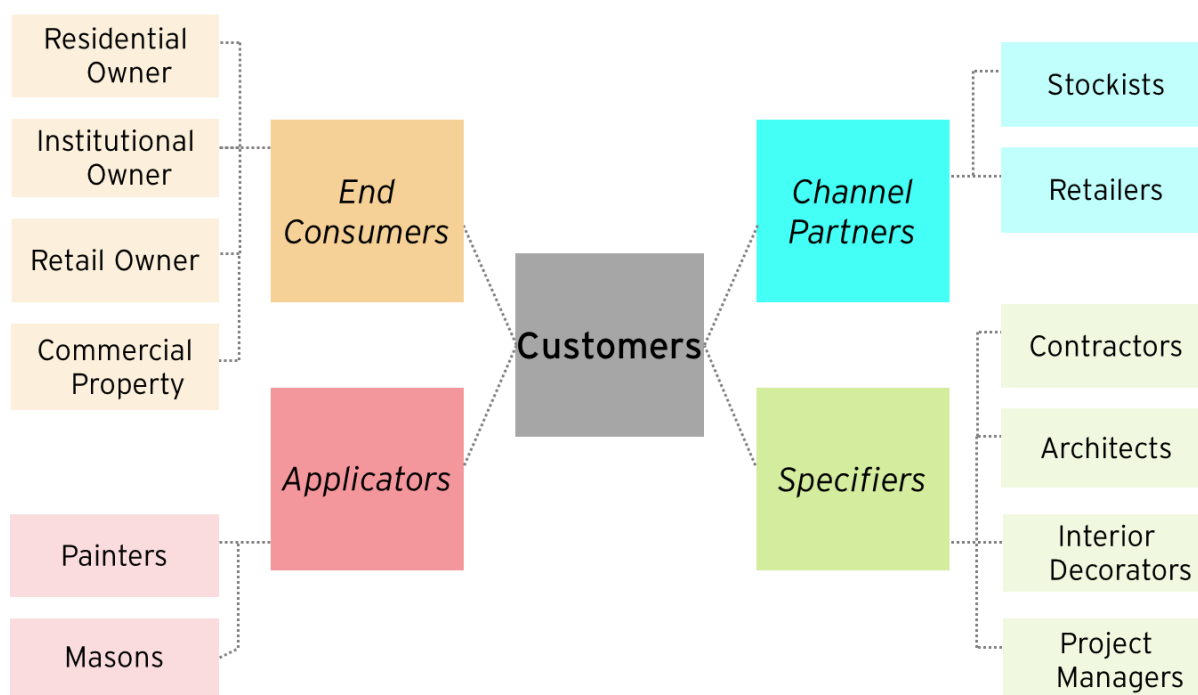 Residential
Owner
Institutional
Owner
Retail Owner
Commercial
Property
End
Consumers
Applicators
Painters
Masons
Customers
Channel
Partners
Stockists
Retailers
Specifiers
Contractors
Architects
Interior
Decorators
Project
Managers